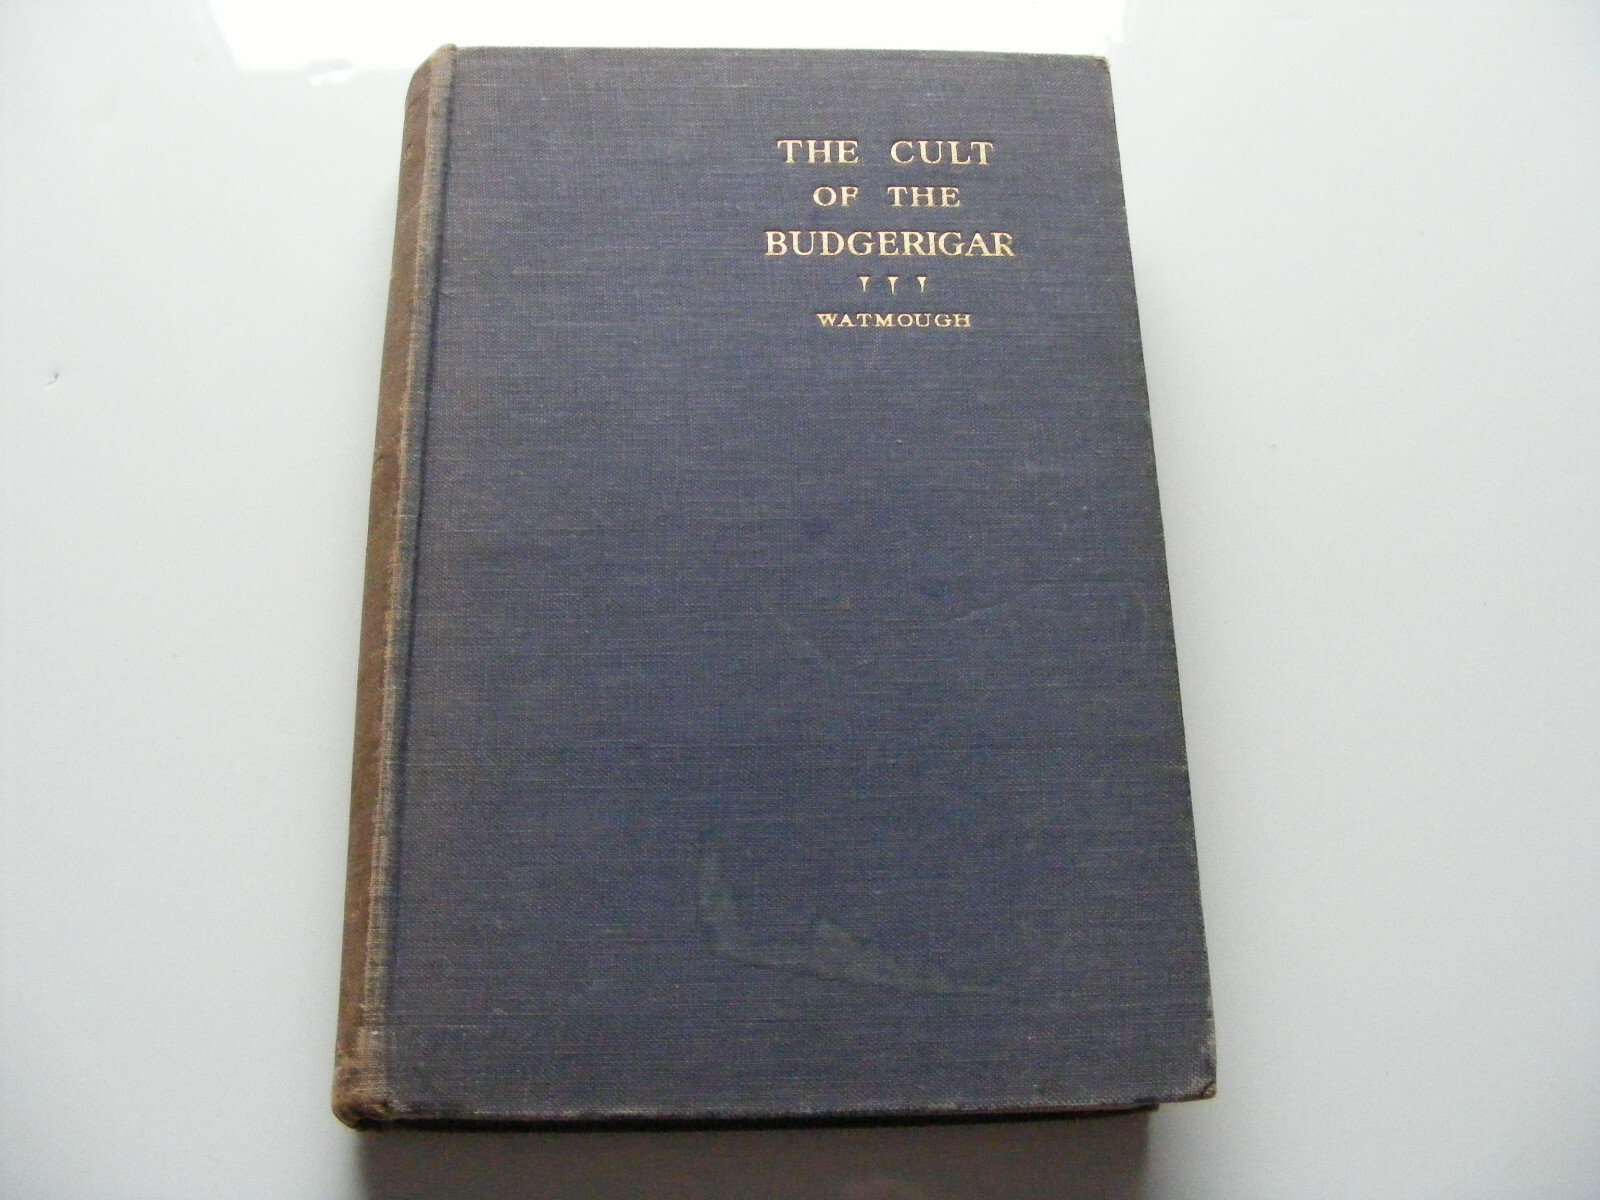 THE CULT
OF THE
BUDGERIGAR
WATMOUGH